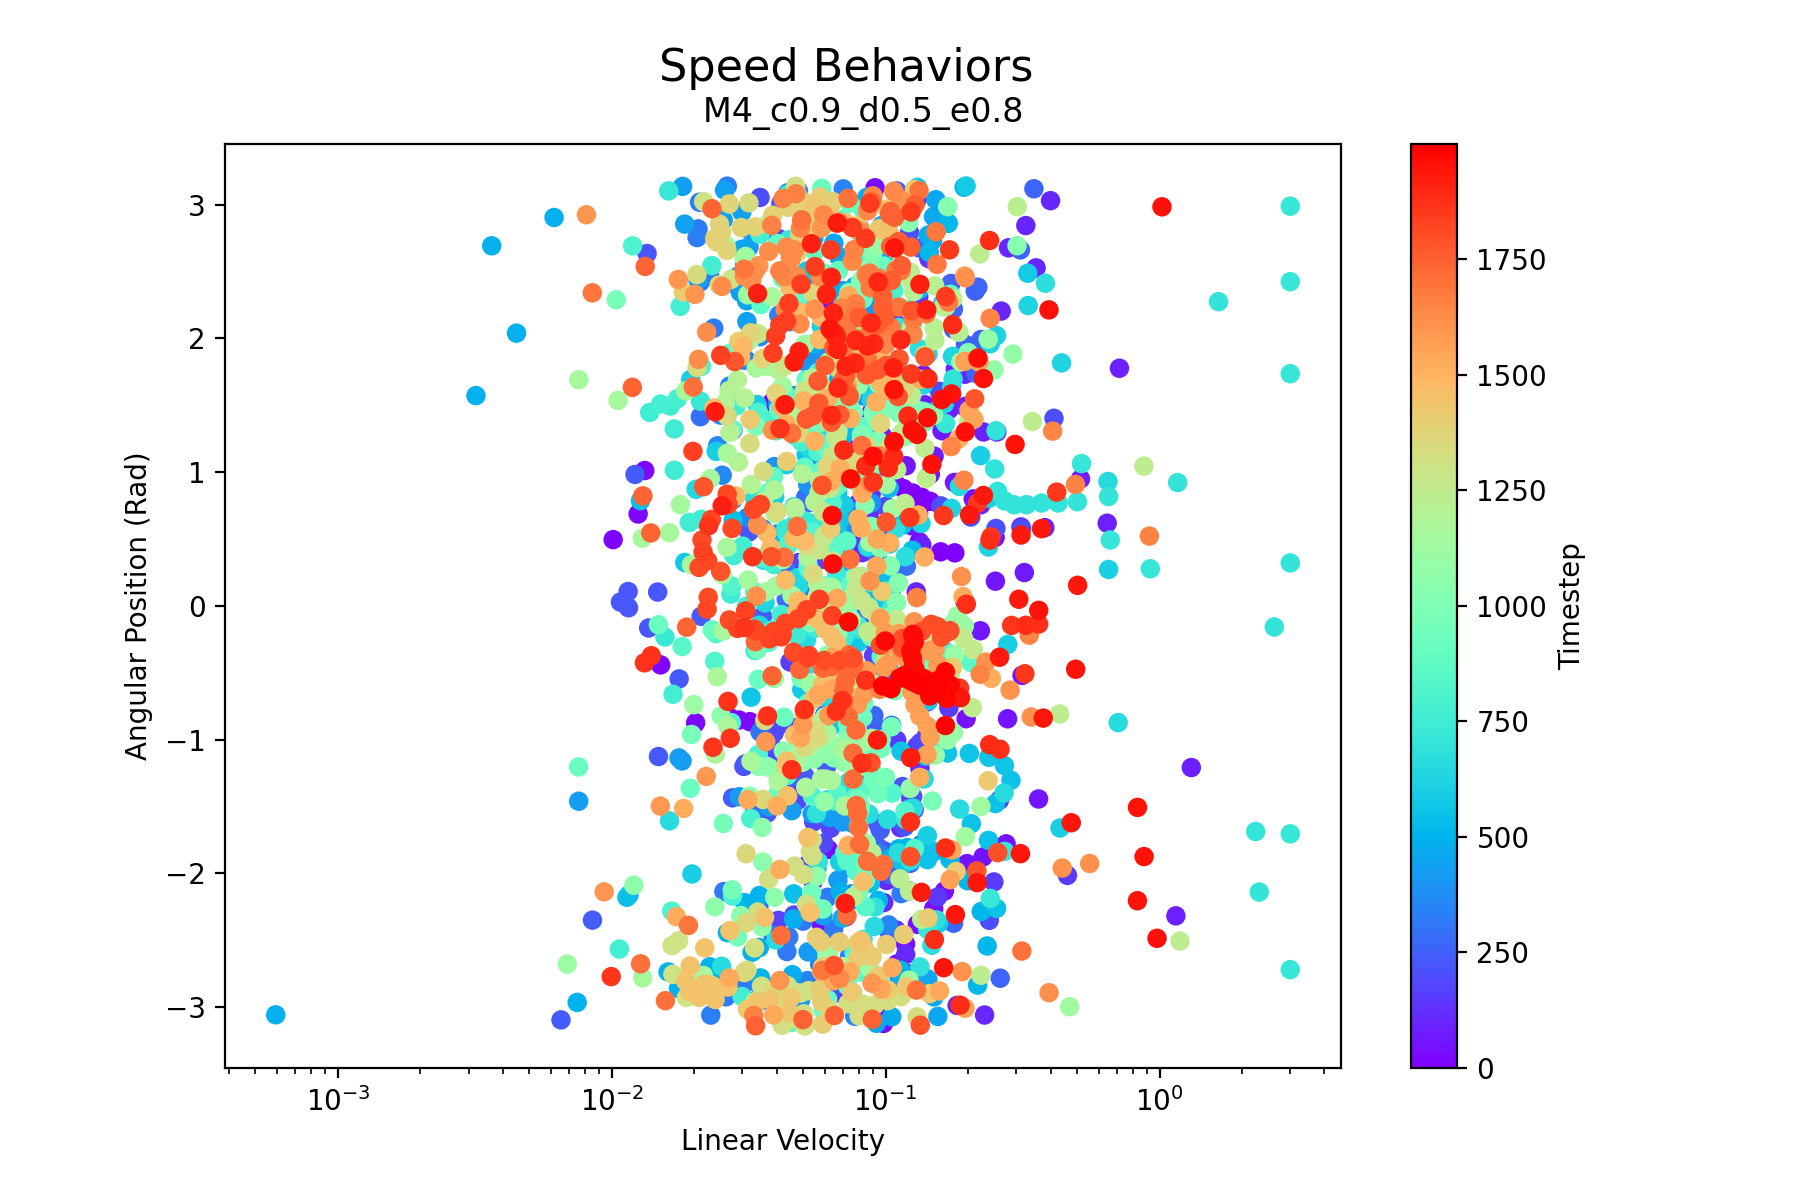 Speed Behaviors
M4_c0.9_d0.5_e0.8
Angular Position (Rad)
3
2
1
0
−1
−2
−3
10⁻³ 10⁻² 10⁻¹ 10⁰
Linear Velocity
1750
1500
1250
1000
750
500
250
0
Timestep